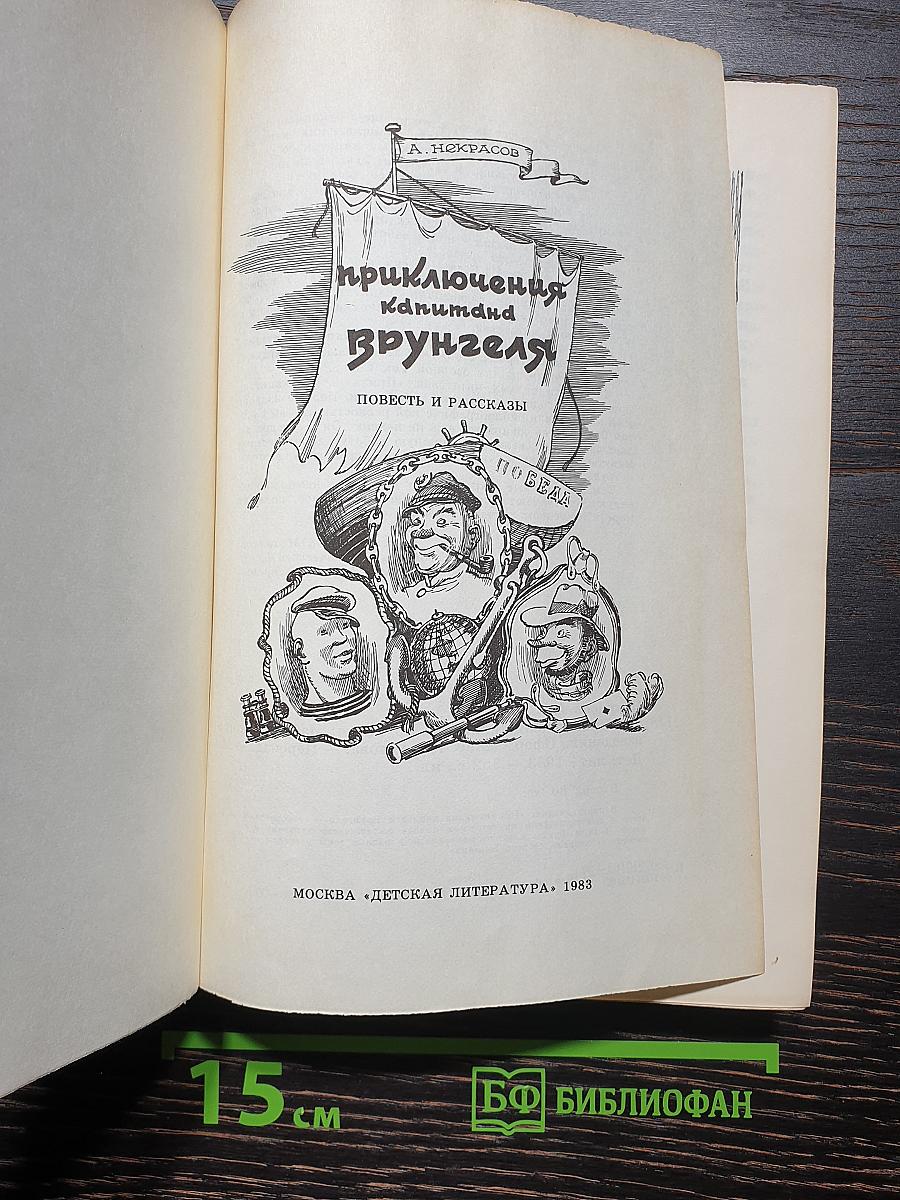 А. НЕКРАСОВ
ПРИКЛЮЧЕНИЯ
КАПИТАНА
ВРУНГЕЛЯ
ПОВЕСТЬ И РАССКАЗЫ
ПОБЕДА
МОСКВА «ДЕТСКАЯ ЛИТЕРАТУРА» 1983
15 см
БФ БИБЛИОФАН